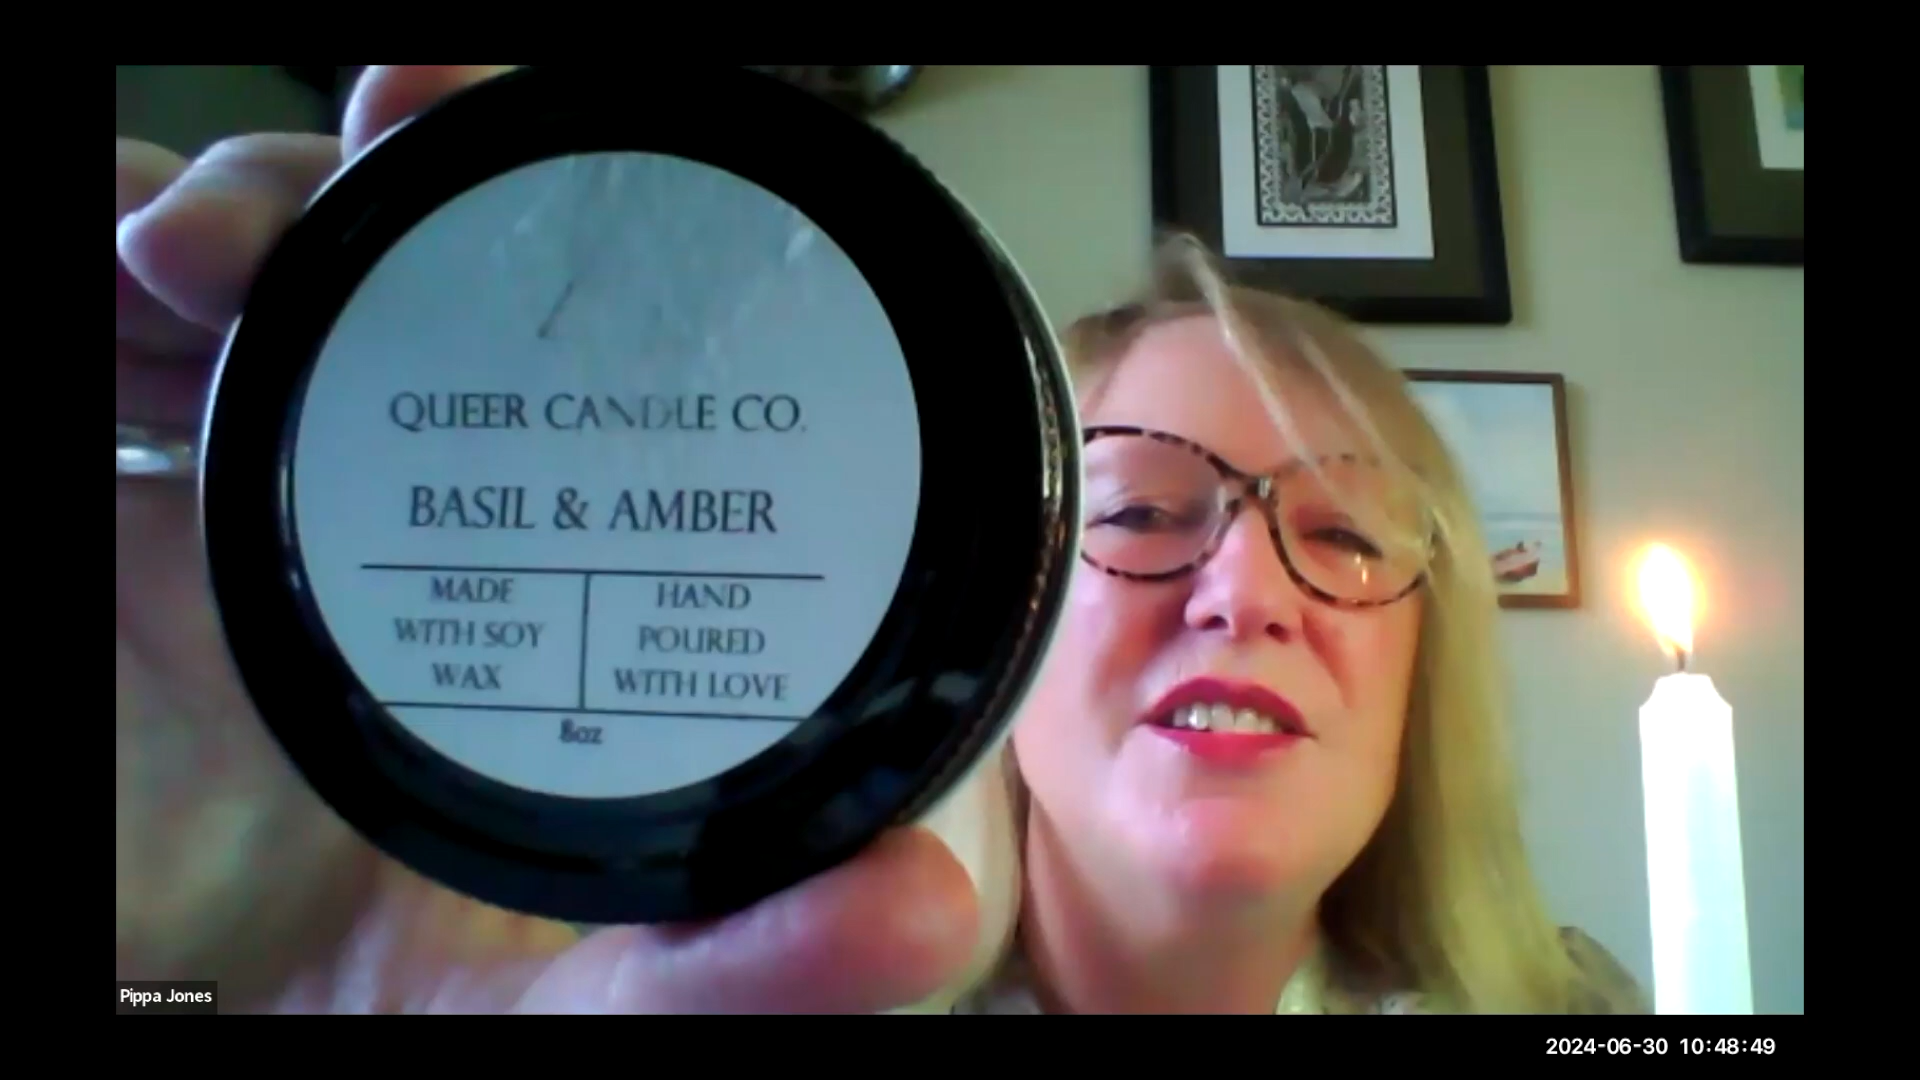 QUEER CANDLE CO.
BASIL & AMBER
MADE
WITH SOY
WAX
HAND
POURED
WITH LOVE
8oz
Pippa Jones
2024-06-30 10:48:49